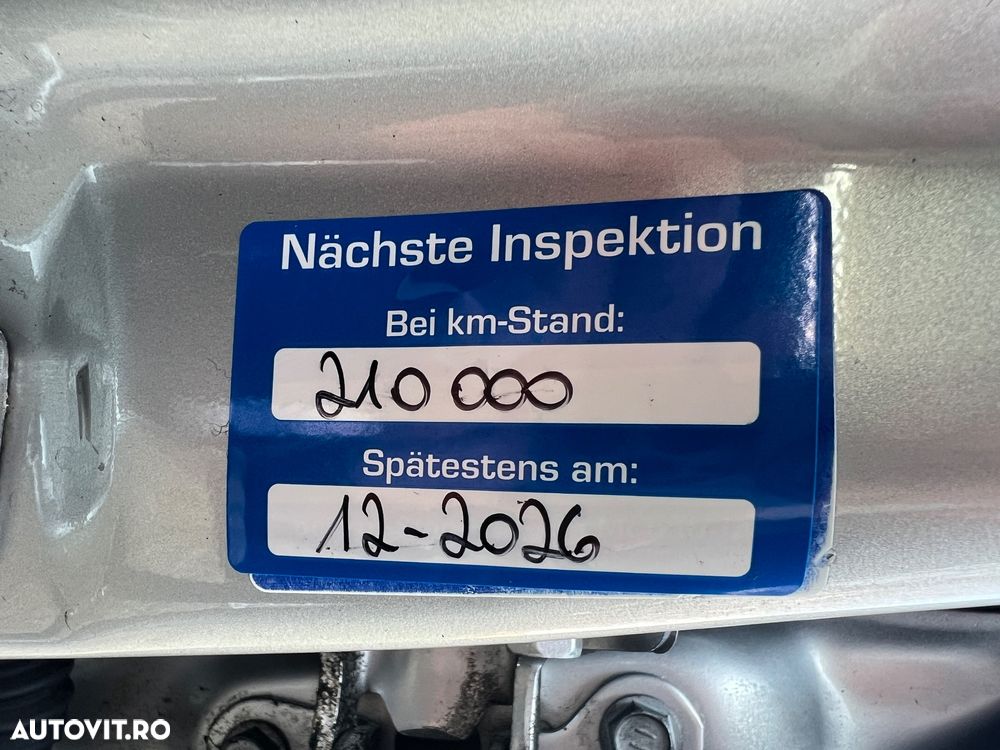 Nächste Inspektion
Bei km-Stand:
210 000
Spätestens am:
12-2026
AUTOVIT.RO